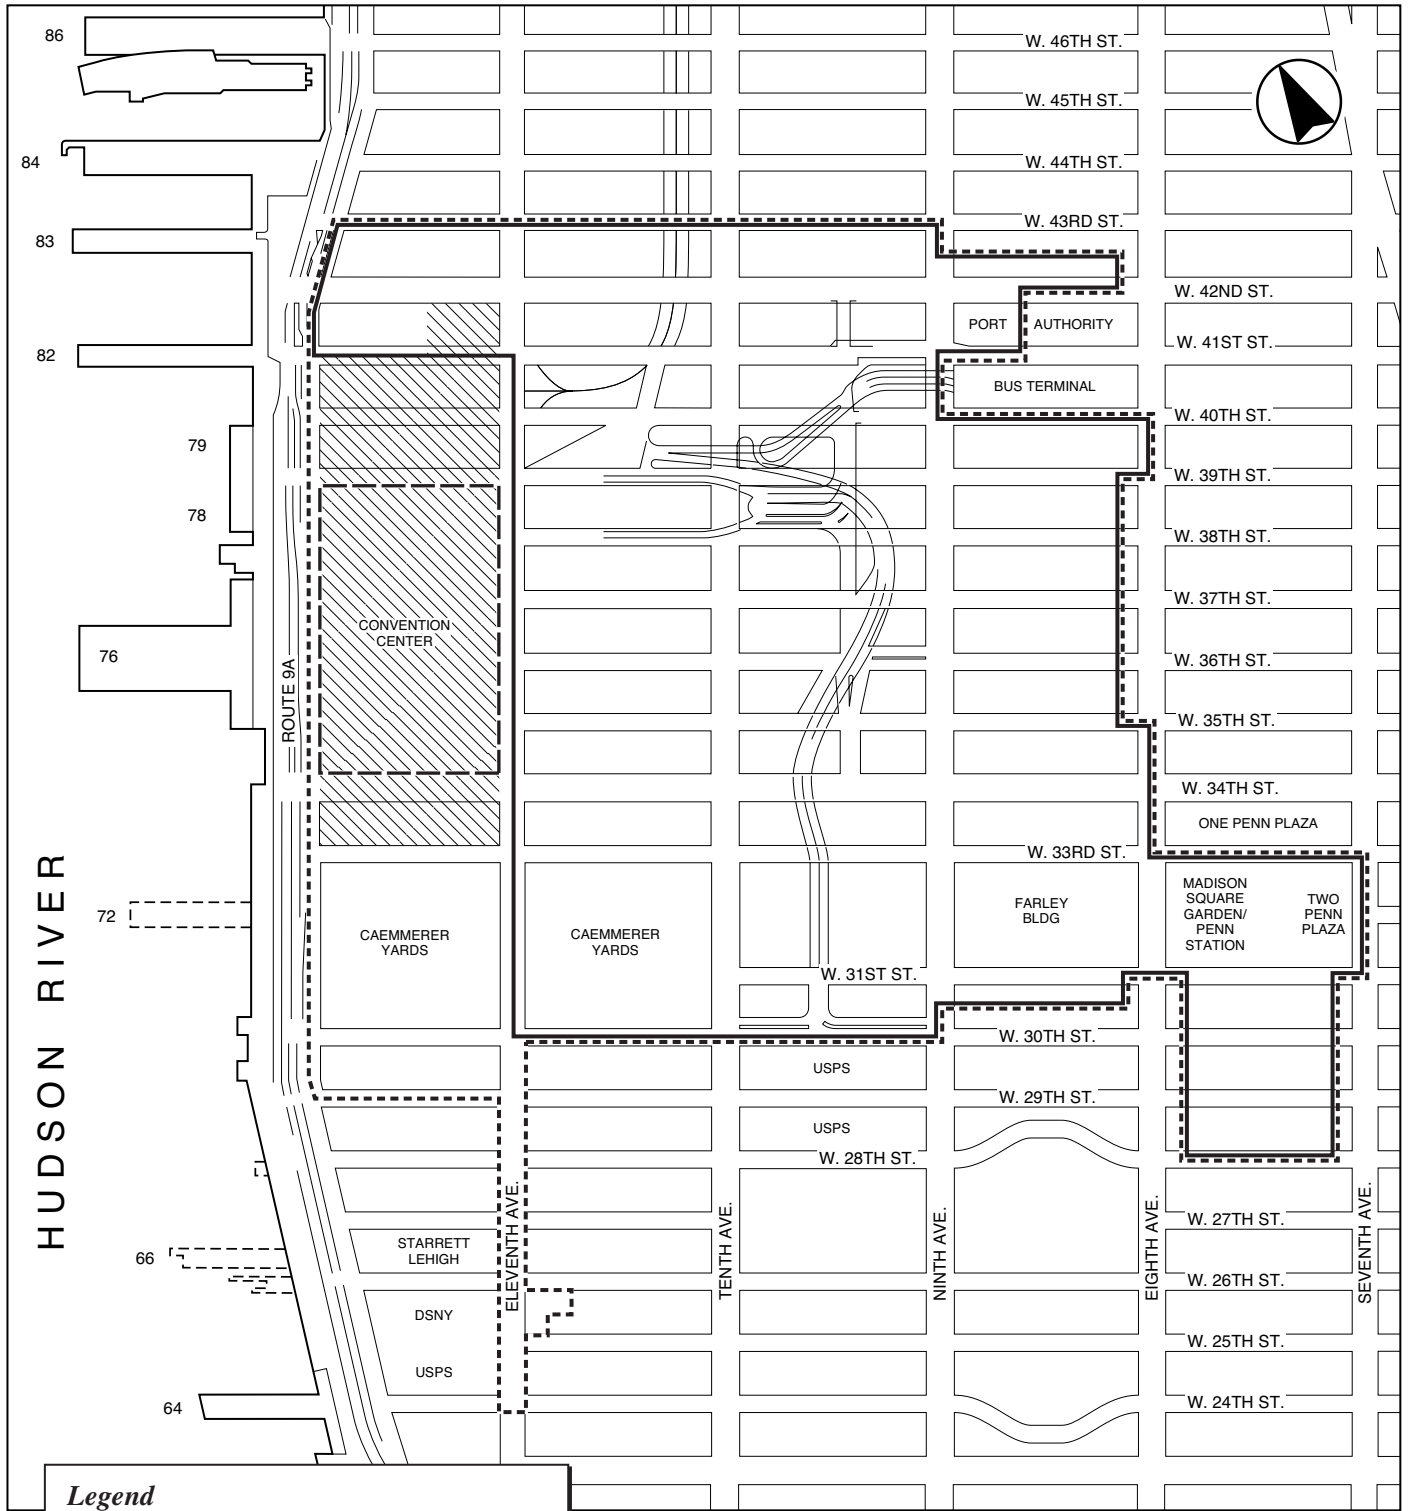 86
W. 46TH ST.
W. 45TH ST.
84
W. 44TH ST.
83
W. 43RD ST.
W. 42ND ST.
PORT AUTHORITY
W. 41ST ST.
82
BUS TERMINAL
W. 40TH ST.
79
W. 39TH ST.
78
W. 38TH ST.
W. 37TH ST.
CONVENTION
CENTER
76
W. 36TH ST.
ROUTE 9A
W. 35TH ST.
W. 34TH ST.
ONE PENN PLAZA
W. 33RD ST.
HUDSON RIVER
72
CAEMMERER
YARDS
CAEMMERER
YARDS
FARLEY
BLDG
MADISON
SQUARE
GARDEN/
PENN
STATION
TWO
PENN
PLAZA
W. 31ST ST.
W. 30TH ST.
USPS
W. 29TH ST.
USPS
W. 28TH ST.
ELEVENTH AVE.
TENTH AVE.
NINTH AVE.
EIGHTH AVE.
SEVENTH AVE.
W. 27TH ST.
STARRETT
LEHIGH
66
W. 26TH ST.
DSNY
W. 25TH ST.
USPS
64
W. 24TH ST.
Legend